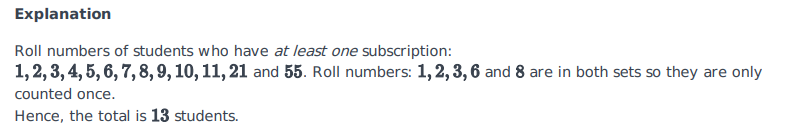 Explanation
Roll numbers of students who have at least one subscription:
1, 2, 3, 4, 5, 6, 7, 8, 9, 10, 11, 21 and 55. Roll numbers: 1, 2, 3, 6 and 8 are in both sets so they are only
counted once.
Hence, the total is 13 students.